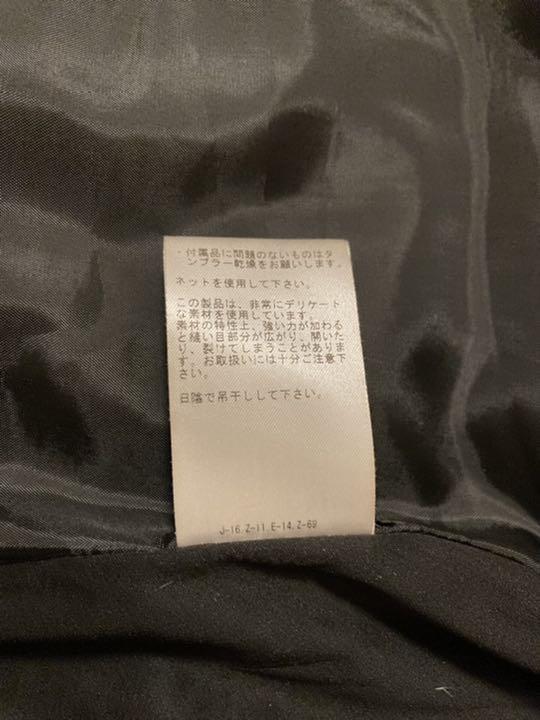 ・付属品に問題のないものはタ
ンブラー乾燥をお願いします。
ネットを使用して下さい。
この製品は、非常にデリケート
な素材を使用しています。
素材の特性上、強い力が加わる
と縫い目部分が広がり、開いた
り、裂けてしまうことがありま
す。お取扱いには十分ご注意下
さい。
日陰で吊干しして下さい。
J-16.Z-11.E-14.Z-69